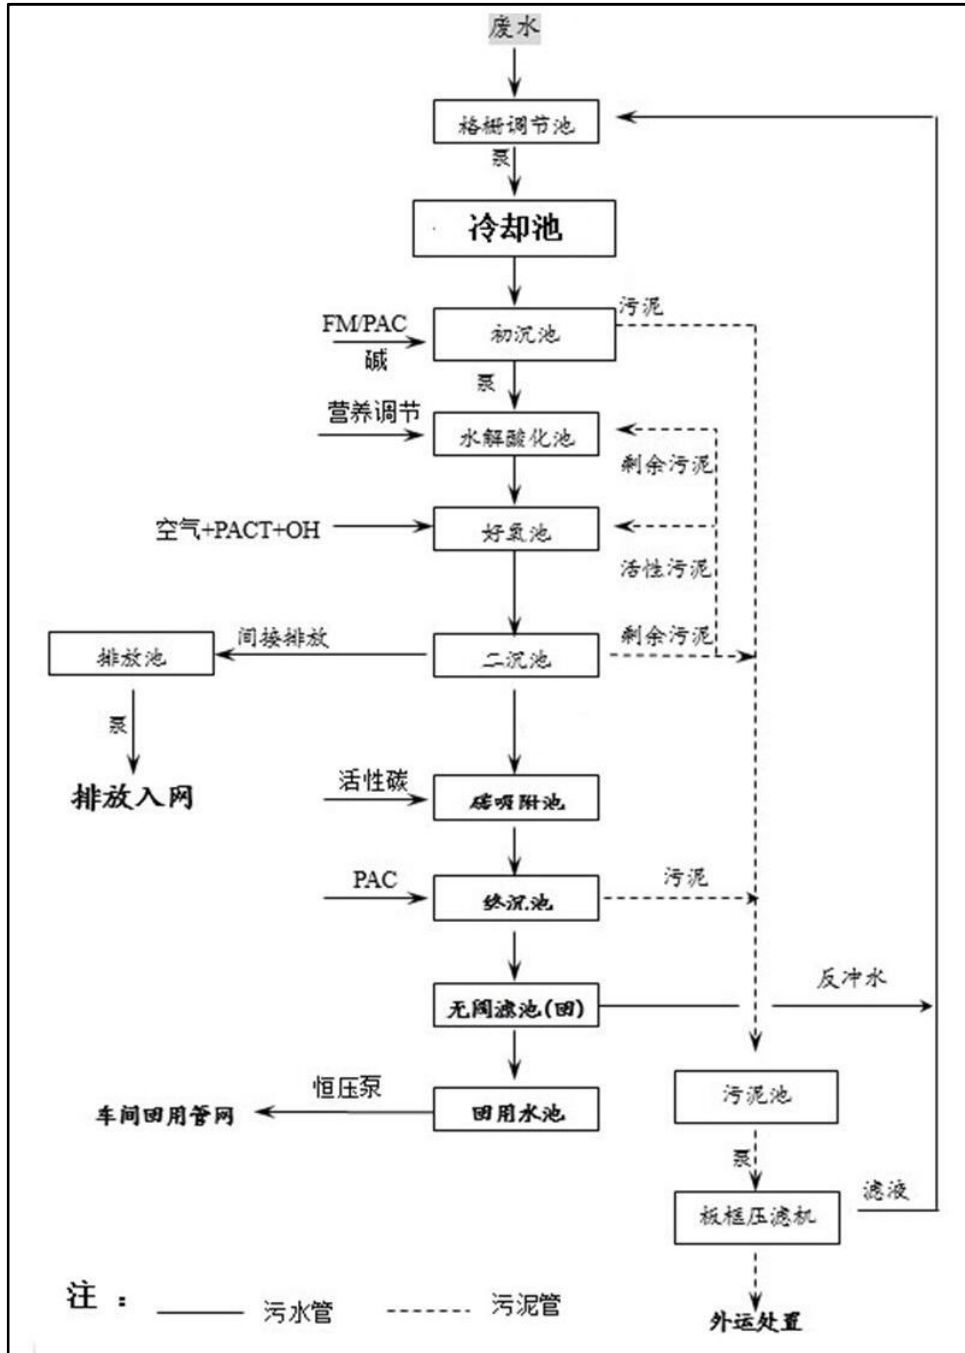 废水
格栅调节池
泵
冷却池
污泥
FM/PAC
碱
初沉池
泵
营养调节
水解酸化池
剩余污泥
空气+PACT+OH
好氧池
活性污泥
间接排放
剩余污泥
排放池
二沉池
泵
排放入网
活性碳
碳吸附池
PAC
污泥
终沉池
反冲水
无阀滤池(回)
恒压泵
车间回用管网
回用水池
污泥池
泵
滤液
板框压滤机
注：
污水管
污泥管
外运处置